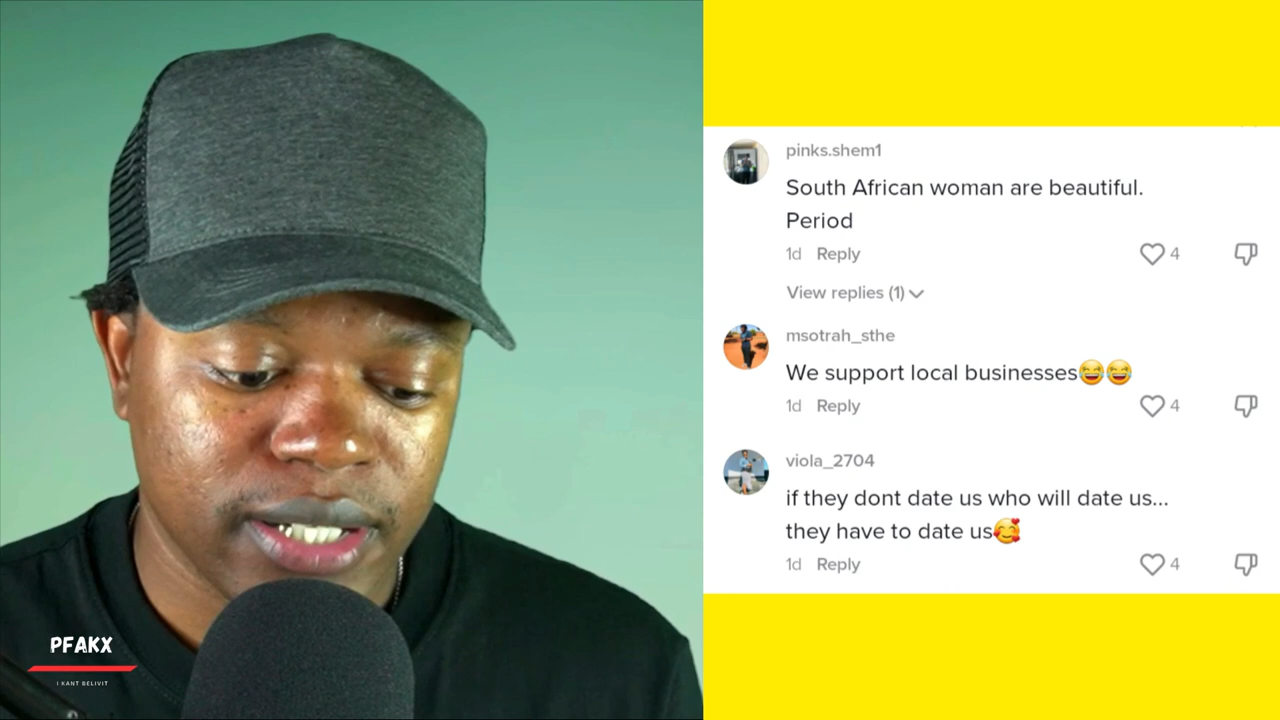 pinks.shem1
South African woman are beautiful.
Period
1d Reply 4
View replies (1)
msotrah_sthe
We support local businesses😂😂
1d Reply 4
viola_2704
if they dont date us who will date us...
they have to date us🥰
1d Reply 4
PFAKX
I KANT BELIVIT